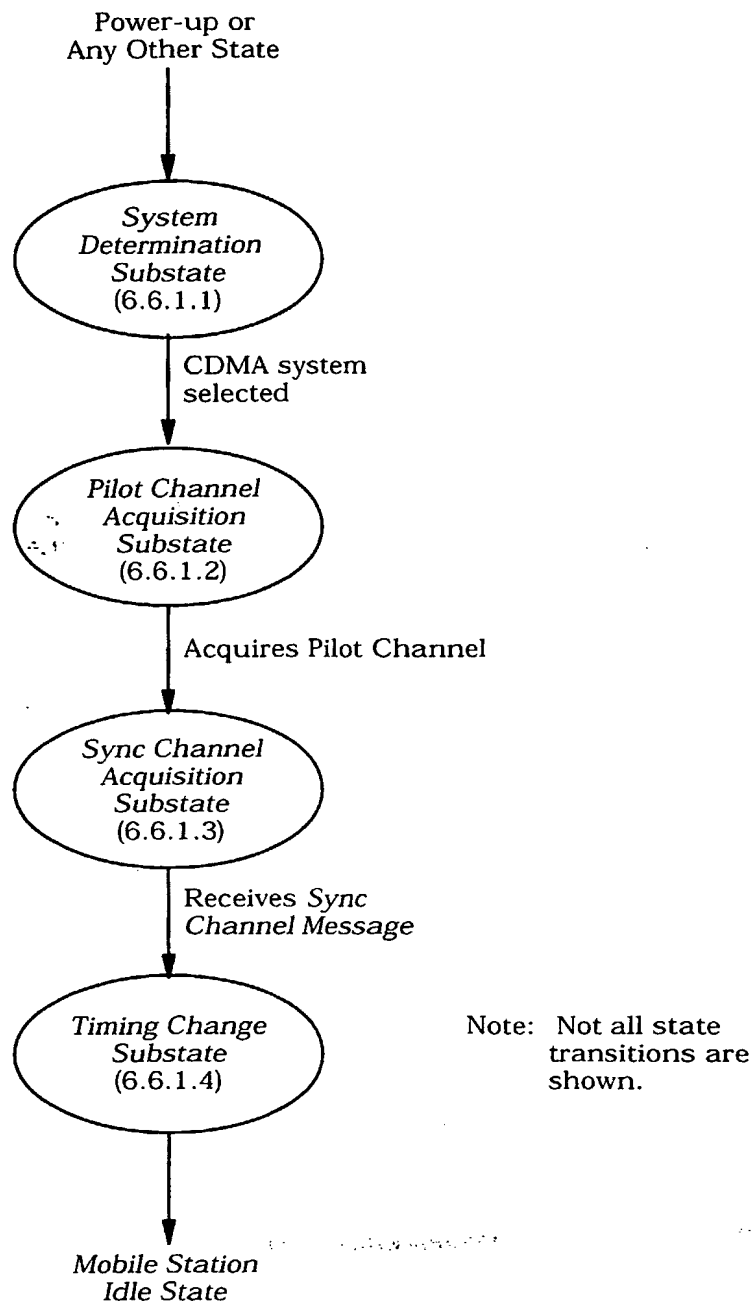 Power-up or
Any Other State
System
Determination
Substate
(6.6.1.1)
CDMA system
selected
Pilot Channel
Acquisition
Substate
(6.6.1.2)
Acquires Pilot Channel
Sync Channel
Acquisition
Substate
(6.6.1.3)
Receives Sync
Channel Message
Timing Change
Substate
(6.6.1.4)
Note: Not all state
transitions are
shown.
Mobile Station
Idle State